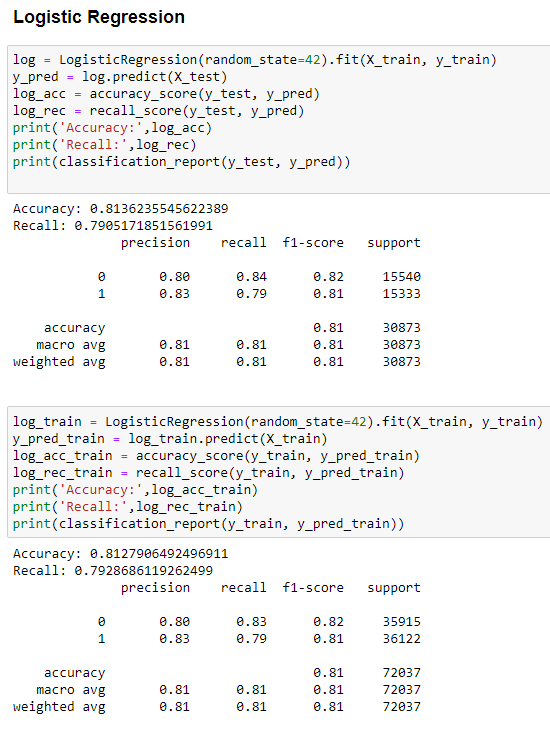 Logistic Regression
log = LogisticRegression(random_state=42).fit(X_train, y_train)
y_pred = log.predict(X_test)
log_acc = accuracy_score(y_test, y_pred)
log_rec = recall_score(y_test, y_pred)
print('Accuracy:',log_acc)
print('Recall:',log_rec)
print(classification_report(y_test, y_pred))
Accuracy: 0.8136235545622389
Recall: 0.7905171851561991
precision recall f1-score support
0 0.80 0.84 0.82 15540
1 0.83 0.79 0.81 15333
accuracy 0.81 30873
macro avg 0.81 0.81 0.81 30873
weighted avg 0.81 0.81 0.81 30873
log_train = LogisticRegression(random_state=42).fit(X_train, y_train)
y_pred_train = log_train.predict(X_train)
log_acc_train = accuracy_score(y_train, y_pred_train)
log_rec_train = recall_score(y_train, y_pred_train)
print('Accuracy:',log_acc_train)
print('Recall:',log_rec_train)
print(classification_report(y_train, y_pred_train))
Accuracy: 0.8127906492496911
Recall: 0.7928686119262499
precision recall f1-score support
0 0.80 0.83 0.82 35915
1 0.83 0.79 0.81 36122
accuracy 0.81 72037
macro avg 0.81 0.81 0.81 72037
weighted avg 0.81 0.81 0.81 72037